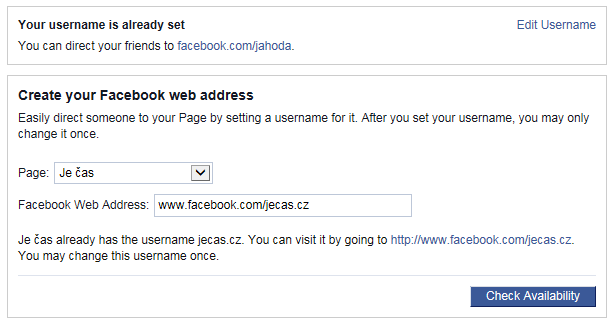 Your username is already set
Edit Username
You can direct your friends to facebook.com/jahoda.
Create your Facebook web address
Easily direct someone to your Page by setting a username for it. After you set your username, you may only
change it once.
Page: Je čas
Facebook Web Address: www.facebook.com/jecas.cz
Je čas already has the username jecas.cz. You can visit it by going to http://www.facebook.com/jecas.cz.
You may change this username once.
Check Availability